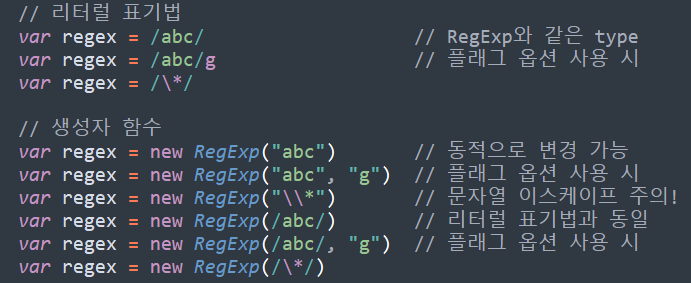 // 리터럴 표기법
var regex = /abc/ // RegExp와 같은 type
var regex = /abc/g // 플래그 옵션 사용 시
var regex = /\*/
// 생성자 함수
var regex = new RegExp("abc") // 동적으로 변경 가능
var regex = new RegExp("abc", "g") // 플래그 옵션 사용 시
var regex = new RegExp("\\*") // 문자열 이스케이프 주의!
var regex = new RegExp(/abc/) // 리터럴 표기법과 동일
var regex = new RegExp(/abc/, "g") // 플래그 옵션 사용 시
var regex = new RegExp(/\*/)